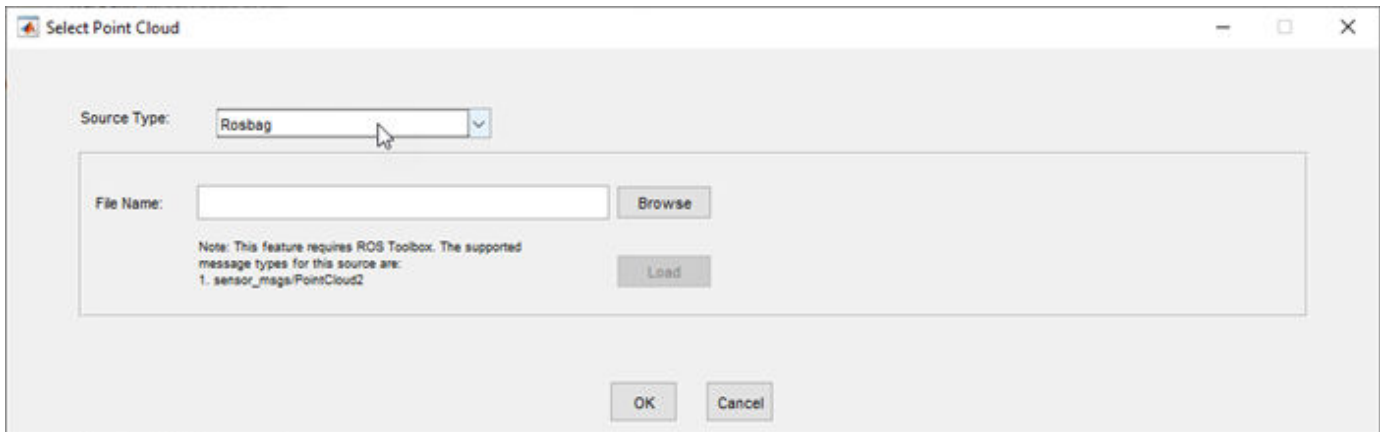 Select Point Cloud
Source Type:
Rosbag
File Name:
Browse
Note: This feature requires ROS Toolbox. The supported
message types for this source are:
1. sensor_msgs/PointCloud2
Load
OK
Cancel